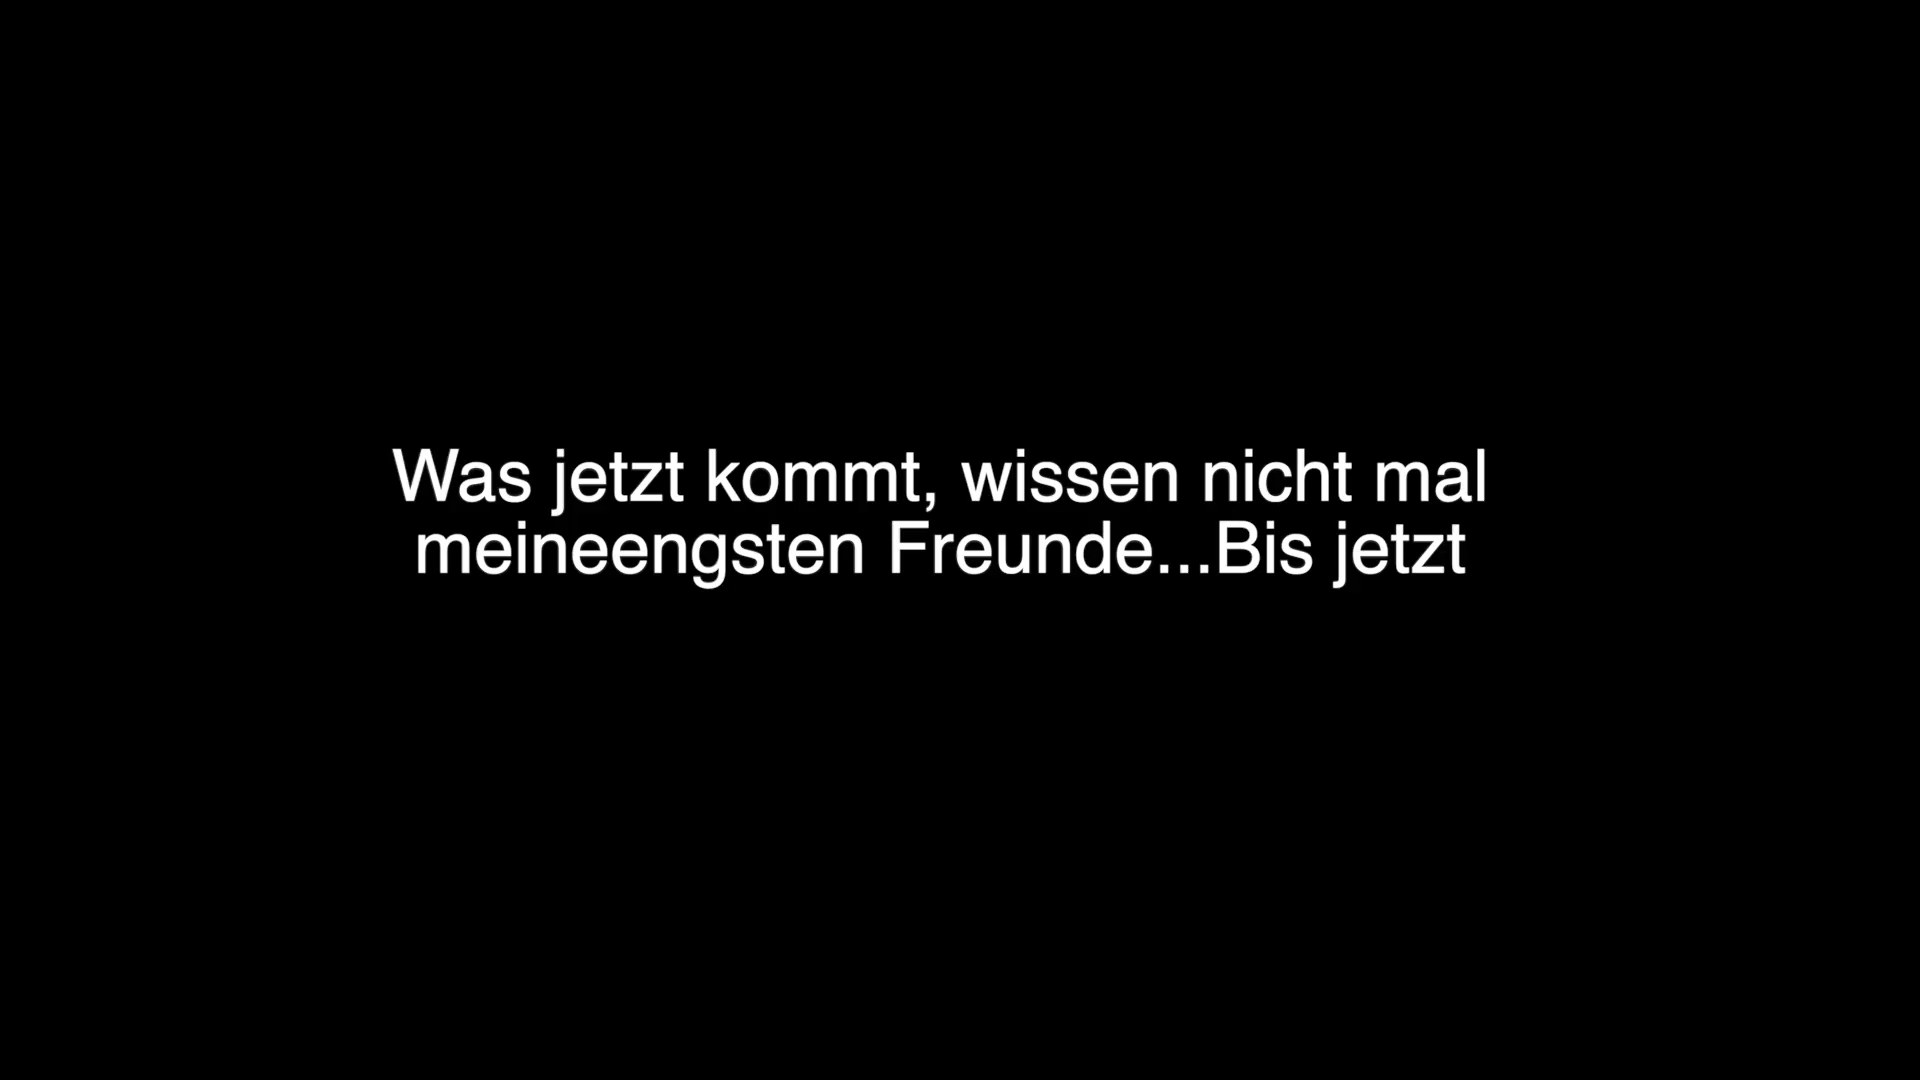 Was jetzt kommt, wissen nicht mal
meineengsten Freunde...Bis jetzt